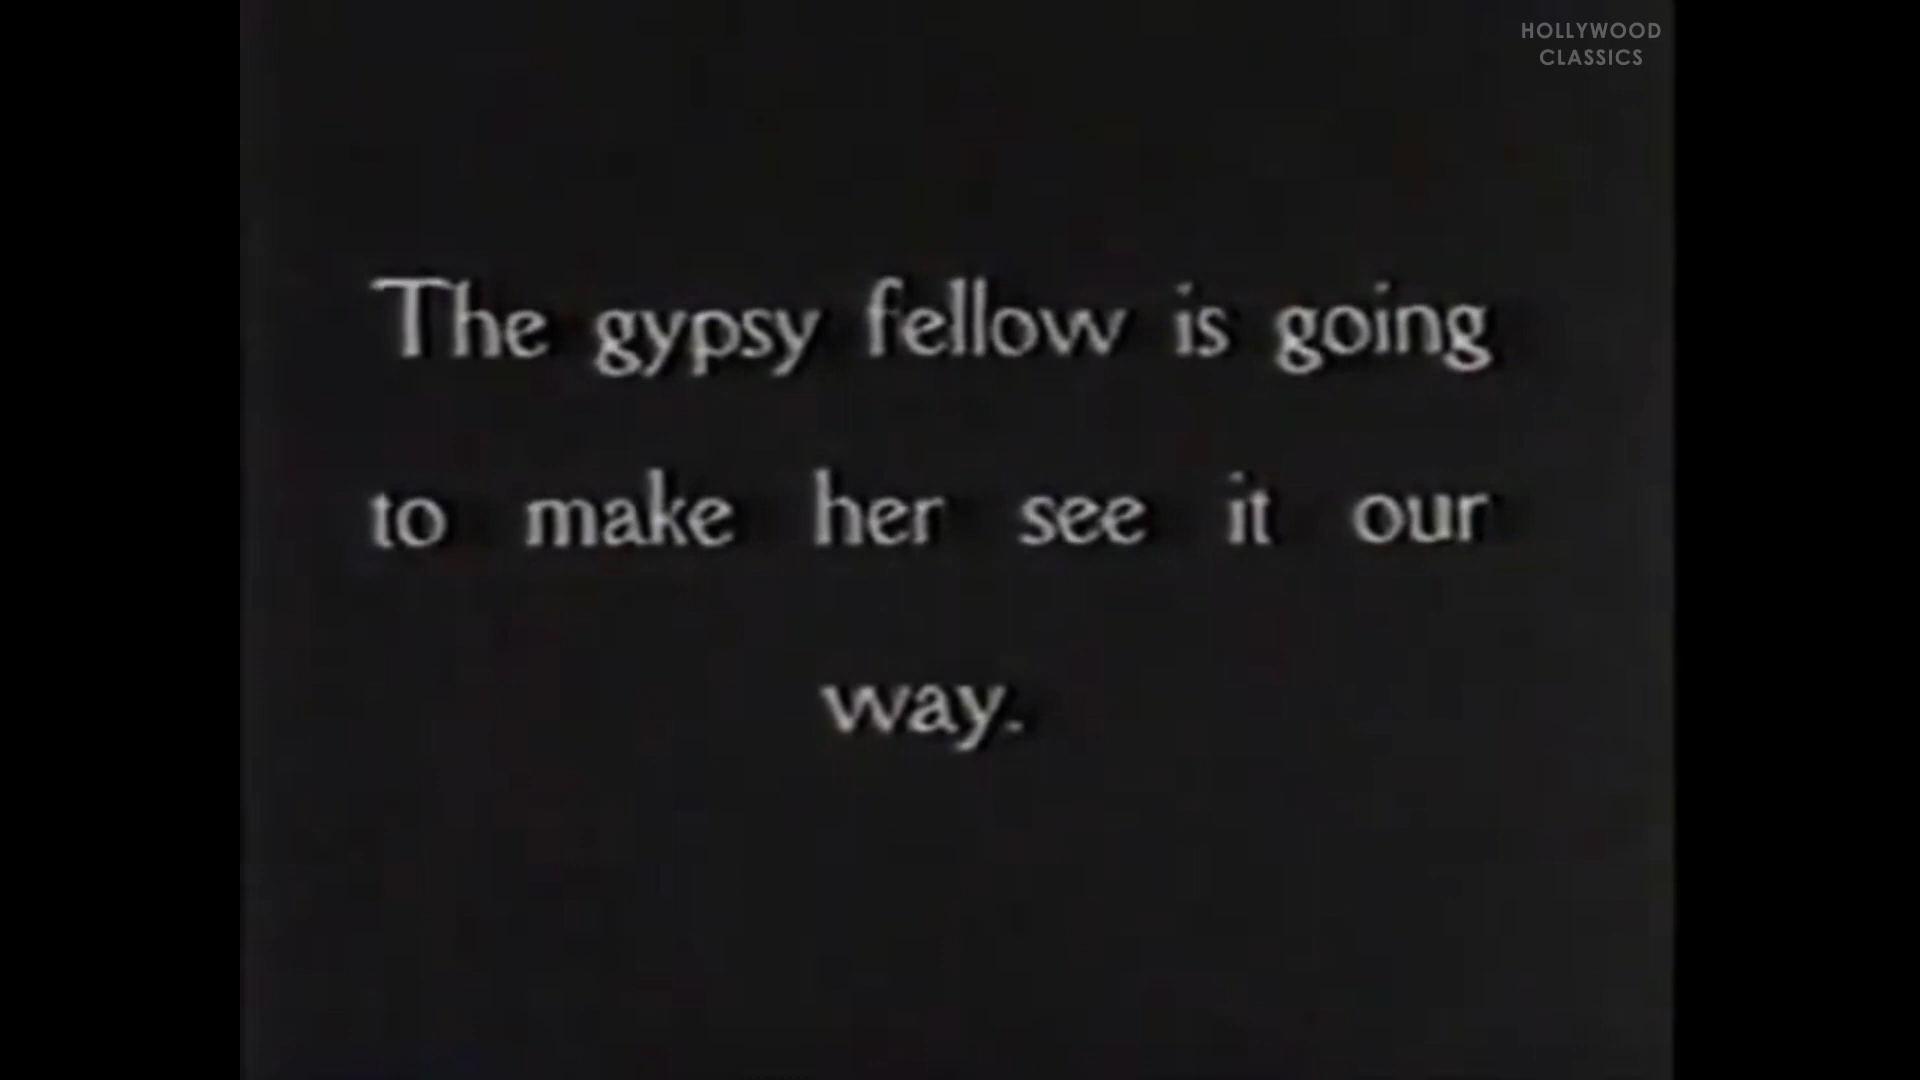 HOLLYWOOD
CLASSICS
The gypsy fellow is going
to make her see it our
way.